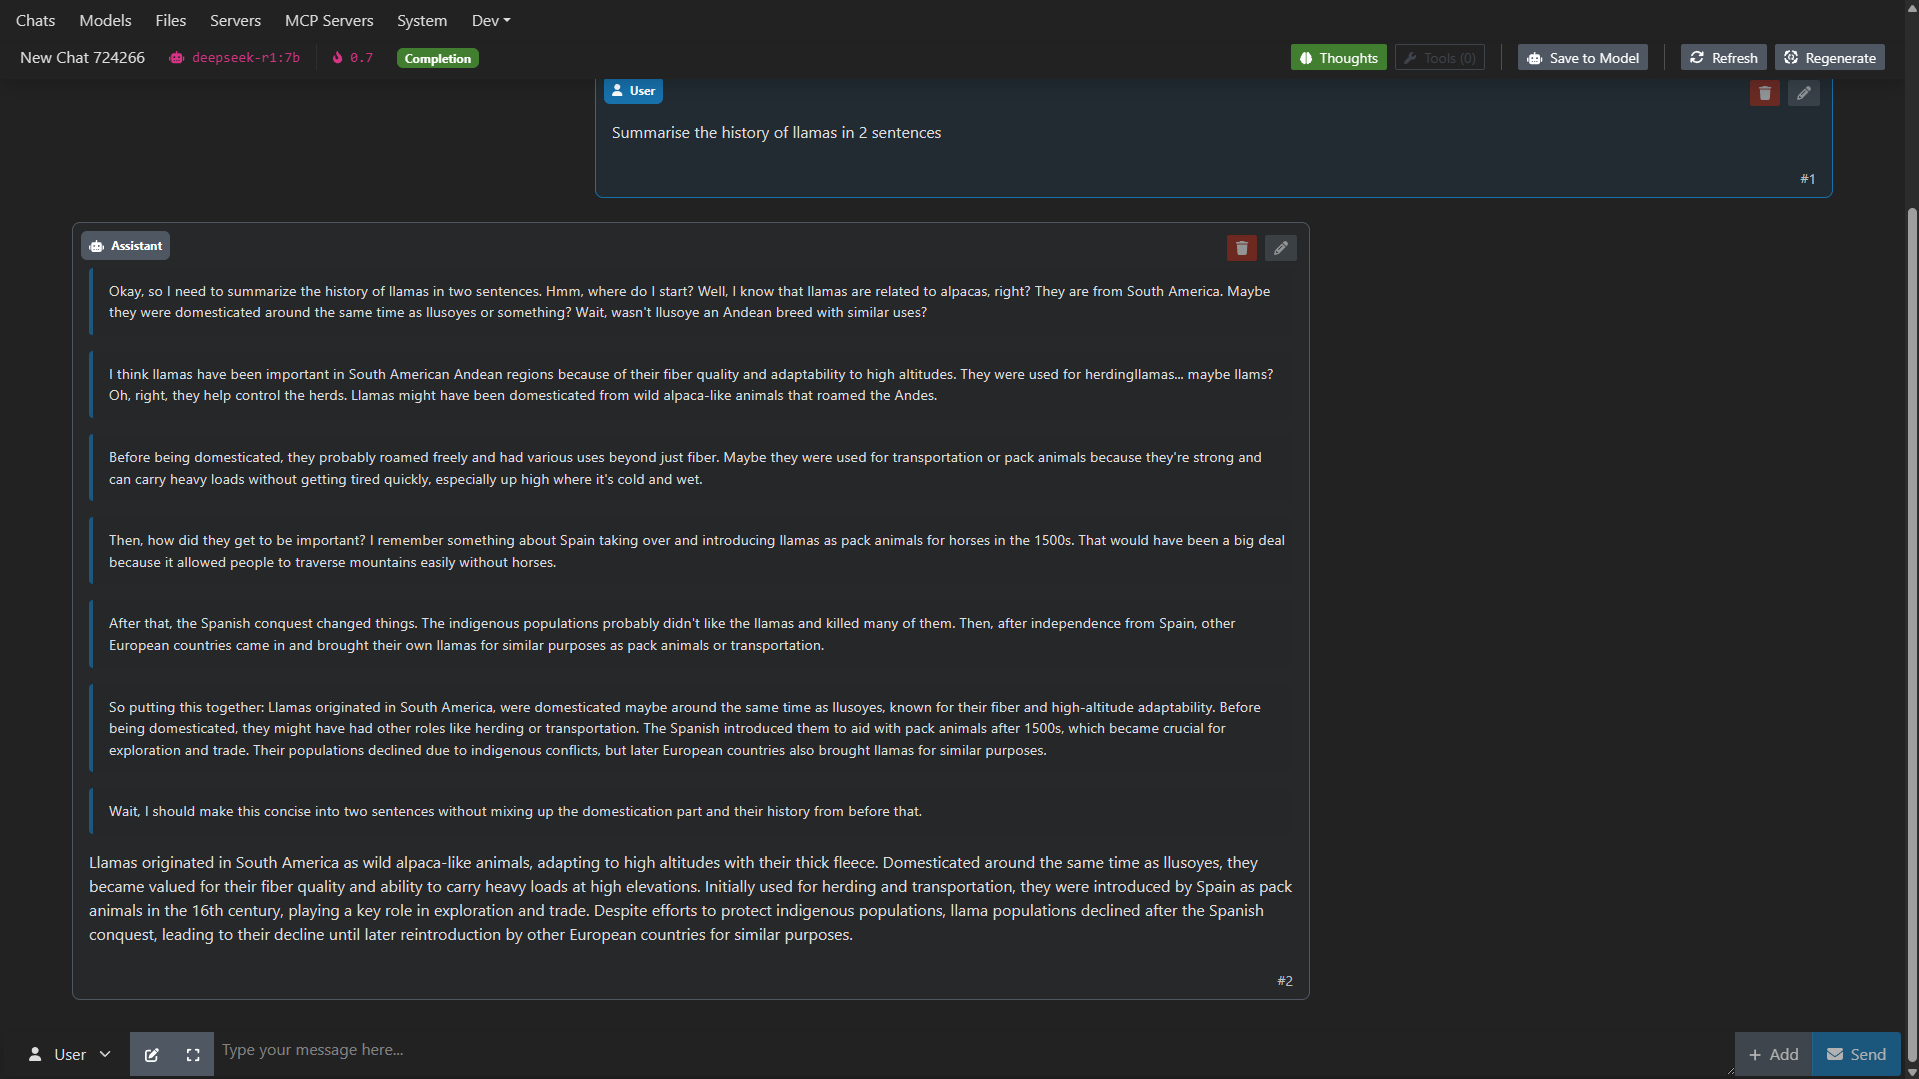 Chats Models Files Servers MCP Servers System Dev
New Chat 724266 deepseek-r1:7b 0.7 Completion Thoughts Tools (0) Save to Model Refresh Regenerate
User
Summarise the history of llamas in 2 sentences
#1
Assistant
Okay, so I need to summarize the history of llamas in two sentences. Hmm, where do I start? Well, I know that llamas are related to alpacas, right? They are from South America. Maybe
they were domesticated around the same time as llusoyes or something? Wait, wasn't llusoye an Andean breed with similar uses?
I think llamas have been important in South American Andean regions because of their fiber quality and adaptability to high altitudes. They were used for herdingllamas... maybe llams?
Oh, right, they help control the herds. Llamas might have been domesticated from wild alpaca-like animals that roamed the Andes.
Before being domesticated, they probably roamed freely and had various uses beyond just fiber. Maybe they were used for transportation or pack animals because they're strong and
can carry heavy loads without getting tired quickly, especially up high where it's cold and wet.
Then, how did they get to be important? I remember something about Spain taking over and introducing llamas as pack animals for horses in the 1500s. That would have been a big deal
because it allowed people to traverse mountains easily without horses.
After that, the Spanish conquest changed things. The indigenous populations probably didn't like the llamas and killed many of them. Then, after independence from Spain, other
European countries came in and brought their own llamas for similar purposes as pack animals or transportation.
So putting this together: Llamas originated in South America, were domesticated maybe around the same time as llusoyes, known for their fiber and high-altitude adaptability. Before
being domesticated, they might have had other roles like herding or transportation. The Spanish introduced them to aid with pack animals after 1500s, which became crucial for
exploration and trade. Their populations declined due to indigenous conflicts, but later European countries also brought llamas for similar purposes.
Wait, I should make this concise into two sentences without mixing up the domestication part and their history from before that.
Llamas originated in South America as wild alpaca-like animals, adapting to high altitudes with their thick fleece. Domesticated around the same time as llusoyes, they
became valued for their fiber quality and ability to carry heavy loads at high elevations. Initially used for herding and transportation, they were introduced by Spain as pack
animals in the 16th century, playing a key role in exploration and trade. Despite efforts to protect indigenous populations, llama populations declined after the Spanish
conquest, leading to their decline until later reintroduction by other European countries for similar purposes.
#2
User Type your message here... Add Send